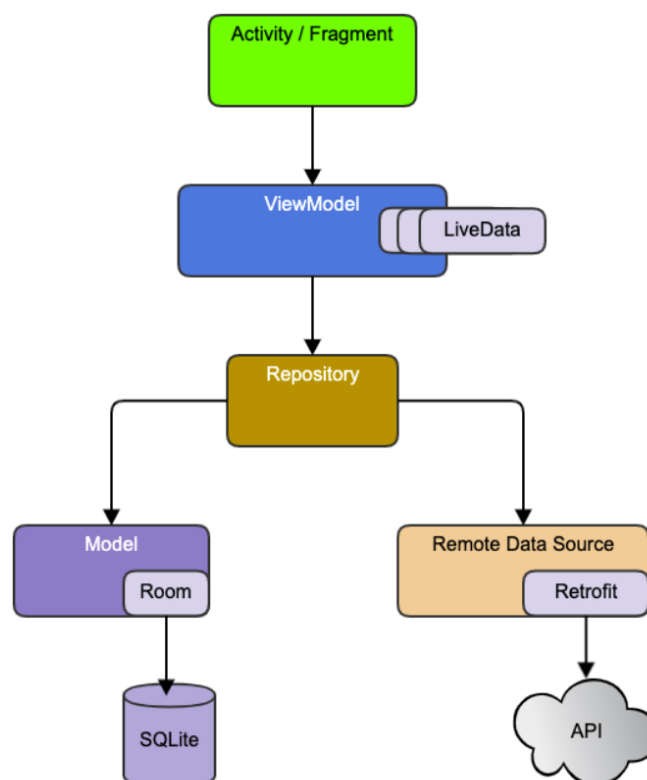 Activity / Fragment
ViewModel
LiveData
Repository
Model
Room
Remote Data Source
Retrofit
SQLite
API